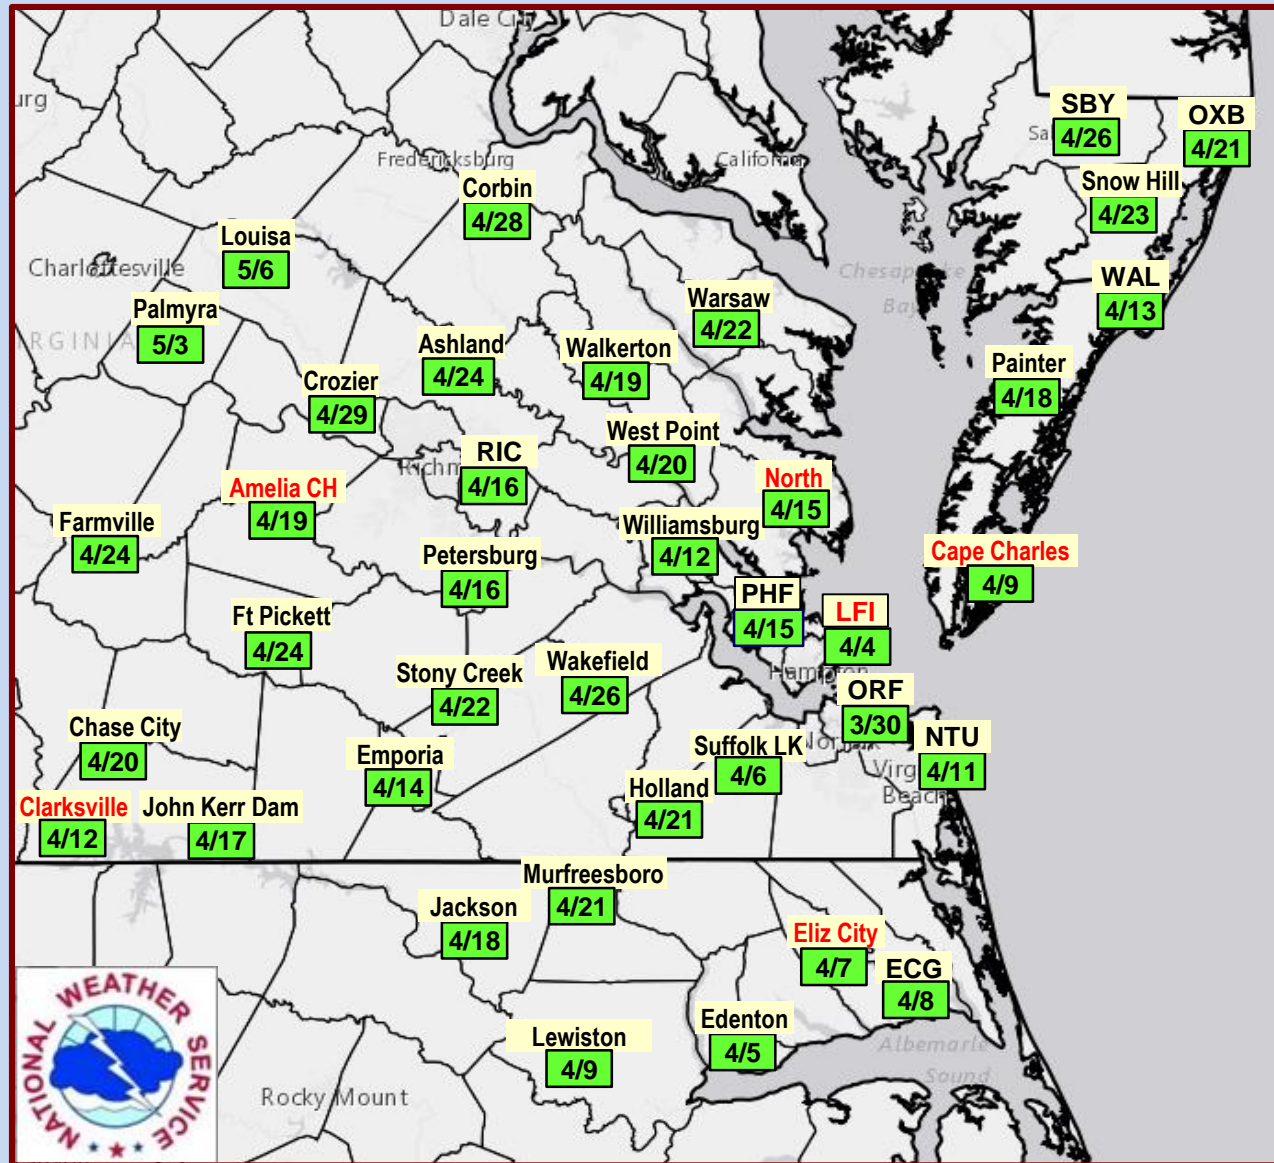 Dale City
urg
SBY
4/26
Sa
OXB
4/21
Fredericksburg
California
Corbin
4/28
Snow Hill
4/23
Louisa
5/6
Charlottesville
Chesapeake
Bay
WAL
4/13
Palmyra
5/3
Warsaw
4/22
IRGINIA
Ashland
4/24
Walkerton
4/19
Painter
4/18
Crozier
4/29
West Point
4/20
RIC
4/16
Richm
Amelia CH
4/19
North
4/15
Farmville
4/24
Williamsburg
4/12
Cape Charles
4/9
Petersburg
4/16
PHF
4/15
LFI
4/4
Ft Pickett
4/24
Hampton
Stony Creek
4/22
Wakefield
4/26
ORF
3/30
Norfolk
NTU
4/11
Virg
Beach
Chase City
4/20
Emporia
4/14
Suffolk LK
4/6
Holland
4/21
Clarksville
4/12
John Kerr Dam
4/17
Murfreesboro
4/21
Jackson
4/18
Eliz City
4/7
ECG
4/8
Edenton
4/5
Lewiston
4/9
Albemarle
Sound
Rocky Mount
NATIONAL WEATHER SERVICE